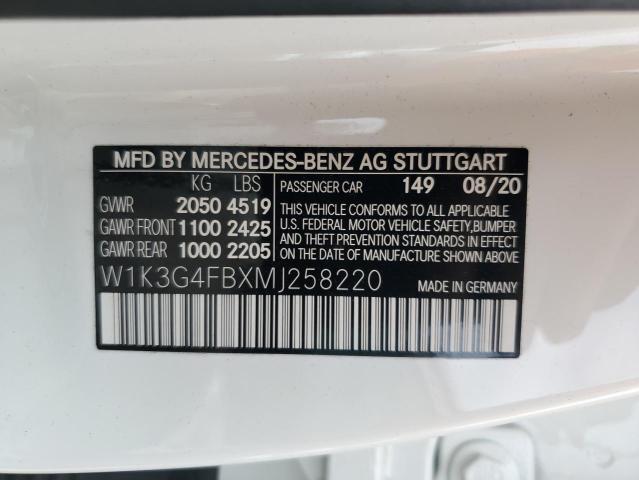 MFD BY MERCEDES-BENZ AG STUTTGART
KG LBS
GVWR 2050 4519
GAWR FRONT 1100 2425
GAWR REAR 1000 2205
PASSENGER CAR 149 08/20
THIS VEHICLE CONFORMS TO ALL APPLICABLE
U.S. FEDERAL MOTOR VEHICLE SAFETY,BUMPER
AND THEFT PREVENTION STANDARDS IN EFFECT
ON THE DATE OF MANUFACTURE SHOWN ABOVE.
W1K3G4FBXMJ258220
MADE IN GERMANY